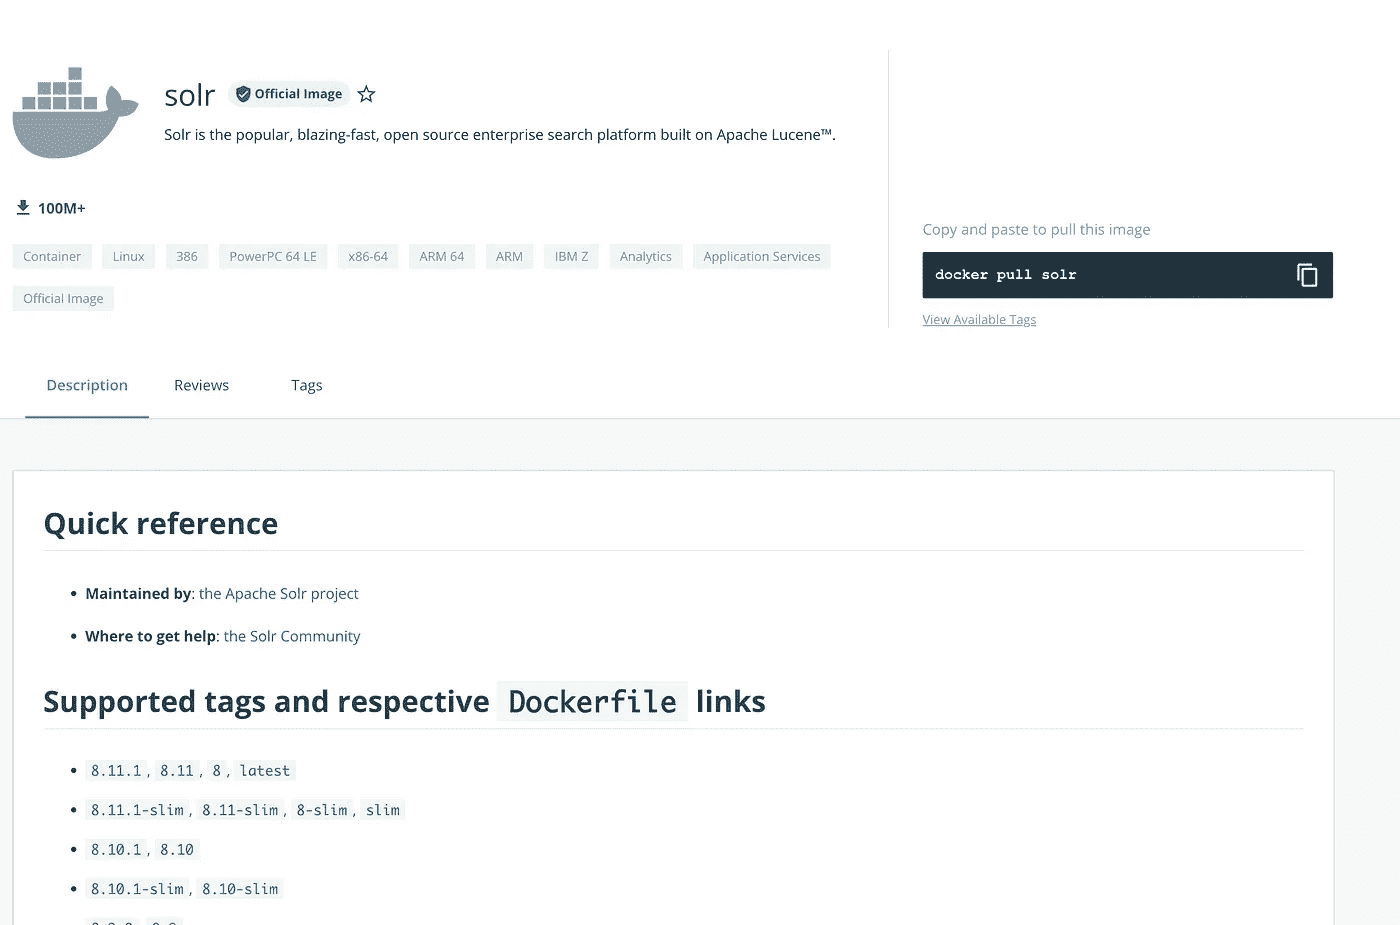 solr Official Image
Solr is the popular, blazing-fast, open source enterprise search platform built on Apache Lucene™.
100M+
Container Linux 386 PowerPC 64 LE x86-64 ARM 64 ARM IBM Z Analytics Application Services
Official Image
Copy and paste to pull this image
docker pull solr
View Available Tags
Description Reviews Tags
Quick reference
• Maintained by: the Apache Solr project
• Where to get help: the Solr Community
Supported tags and respective Dockerfile links
• 8.11.1, 8.11, 8, latest
• 8.11.1-slim, 8.11-slim, 8-slim, slim
• 8.10.1, 8.10
• 8.10.1-slim, 8.10-slim